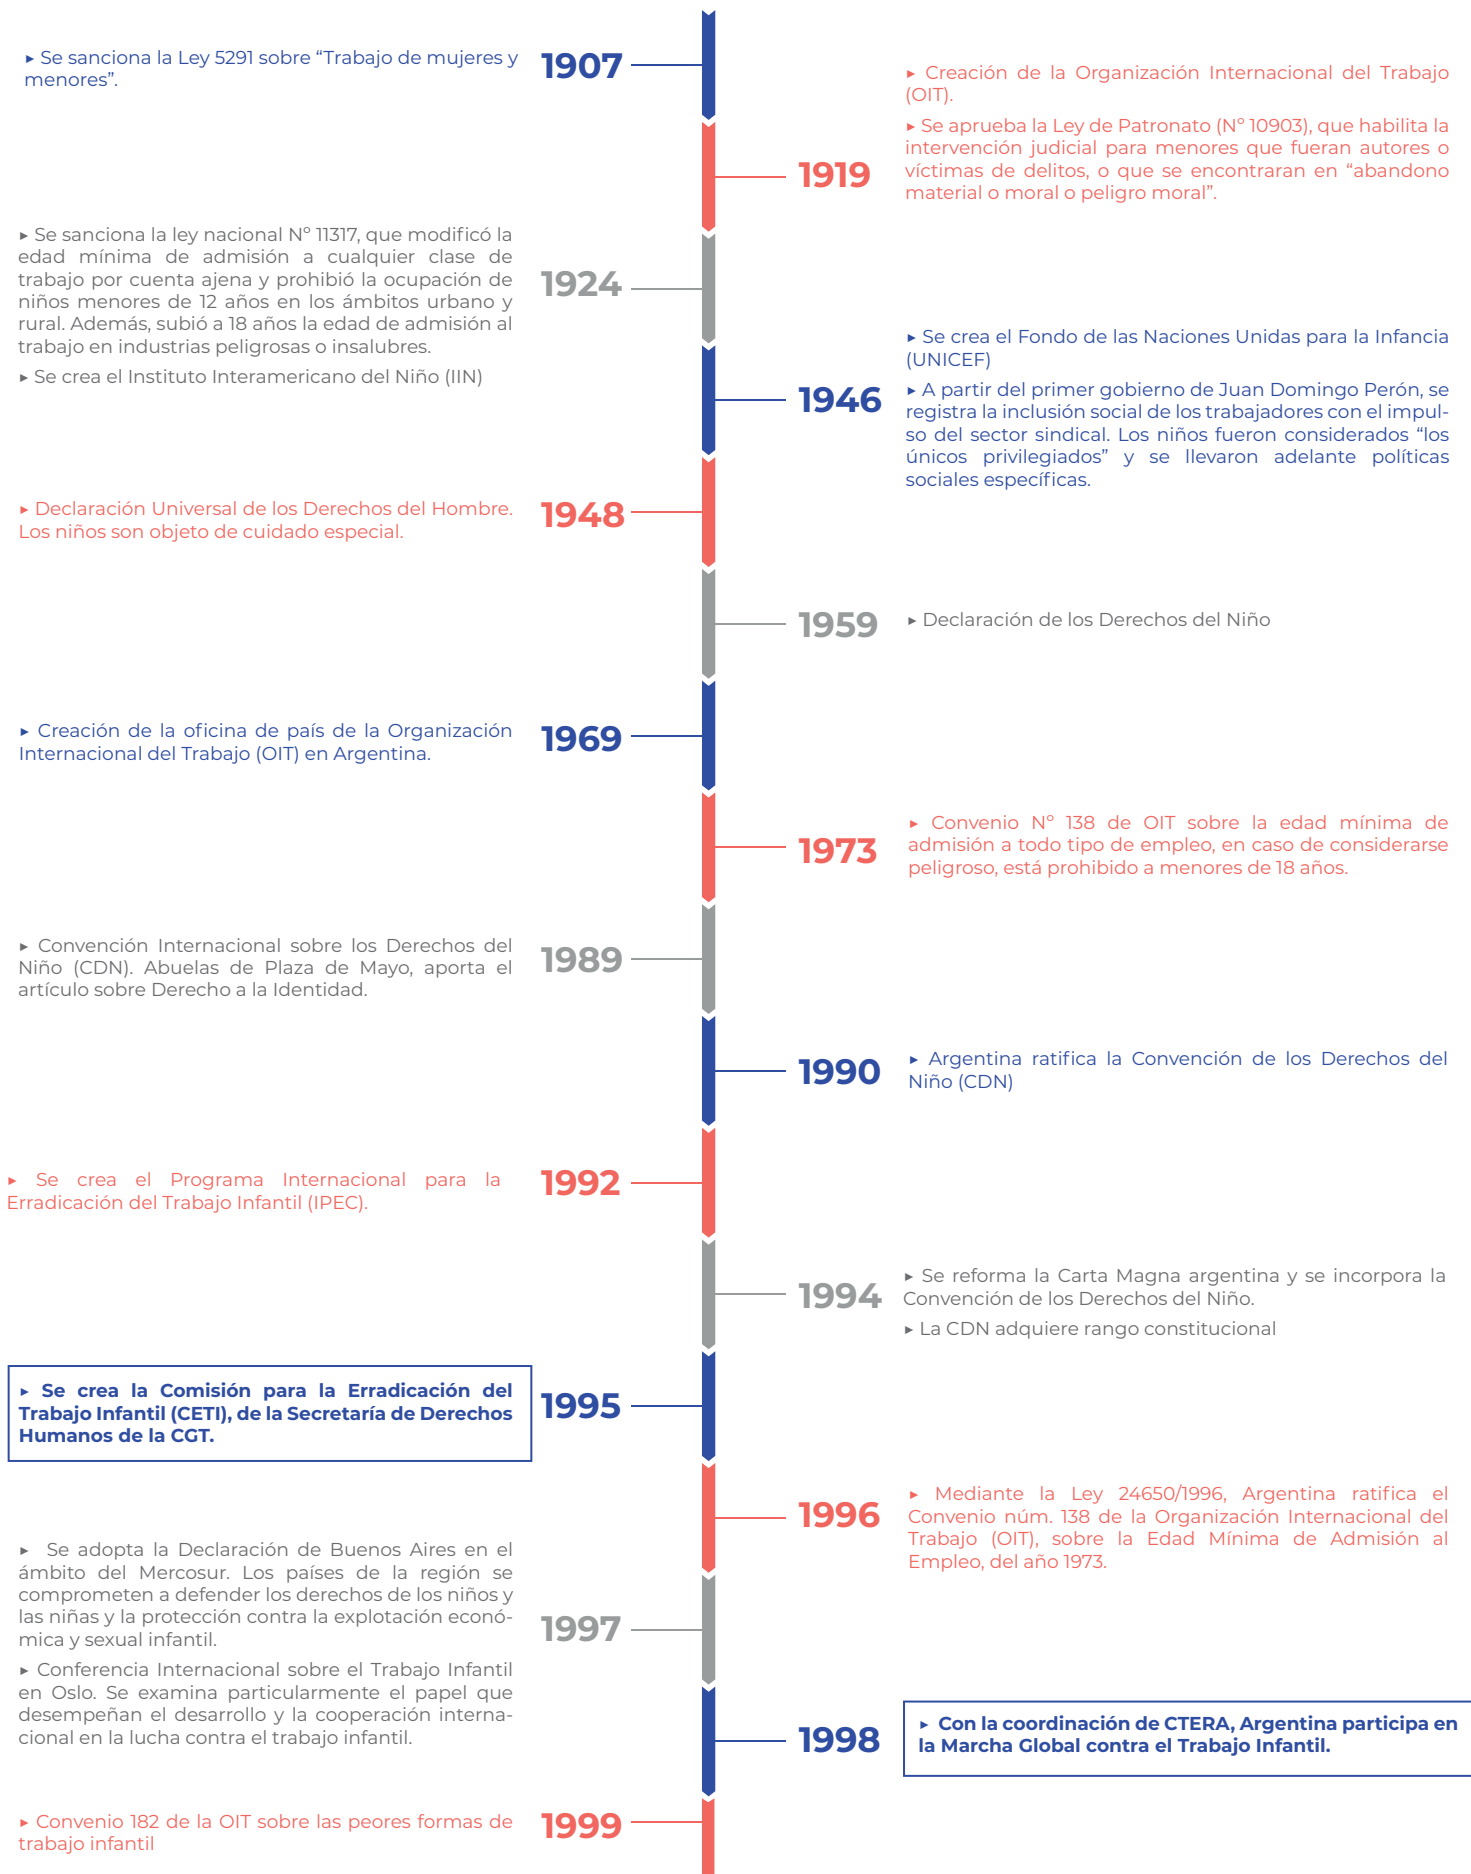 ► Se sanciona la Ley 5291 sobre “Trabajo de mujeres y
menores”.
1907
► Creación de la Organización Internacional del Trabajo
(OIT).
► Se aprueba la Ley de Patronato (Nº 10903), que habilita la
intervención judicial para menores que fueran autores o
víctimas de delitos, o que se encontraran en “abandono
material o moral o peligro moral”.
1919
► Se sanciona la ley nacional Nº 11317, que modificó la
edad mínima de admisión a cualquier clase de
trabajo por cuenta ajena y prohibió la ocupación de
niños menores de 12 años en los ámbitos urbano y
rural. Además, subió a 18 años la edad de admisión al
trabajo en industrias peligrosas o insalubres.
► Se crea el Instituto Interamericano del Niño (IIN)
1924
► Se crea el Fondo de las Naciones Unidas para la Infancia
(UNICEF)
► A partir del primer gobierno de Juan Domingo Perón, se
registra la inclusión social de los trabajadores con el impul-
so del sector sindical. Los niños fueron considerados “los
únicos privilegiados” y se llevaron adelante políticas
sociales específicas.
1946
► Declaración Universal de los Derechos del Hombre.
Los niños son objeto de cuidado especial.
1948
1959
► Declaración de los Derechos del Niño
► Creación de la oficina de país de la Organización
Internacional del Trabajo (OIT) en Argentina.
1969
► Convenio Nº 138 de OIT sobre la edad mínima de
admisión a todo tipo de empleo, en caso de considerarse
peligroso, está prohibido a menores de 18 años.
1973
► Convención Internacional sobre los Derechos del
Niño (CDN). Abuelas de Plaza de Mayo, aporta el
artículo sobre Derecho a la Identidad.
1989
1990
► Argentina ratifica la Convención de los Derechos del
Niño (CDN)
► Se crea el Programa Internacional para la
Erradicación del Trabajo Infantil (IPEC).
1992
1994
► Se reforma la Carta Magna argentina y se incorpora la
Convención de los Derechos del Niño.
► La CDN adquiere rango constitucional
► Se crea la Comisión para la Erradicación del
Trabajo Infantil (CETI), de la Secretaría de Derechos
Humanos de la CGT.
1995
1996
► Mediante la Ley 24650/1996, Argentina ratifica el
Convenio núm. 138 de la Organización Internacional del
Trabajo (OIT), sobre la Edad Mínima de Admisión al
Empleo, del año 1973.
► Se adopta la Declaración de Buenos Aires en el
ámbito del Mercosur. Los países de la región se
comprometen a defender los derechos de los niños y
las niñas y la protección contra la explotación econó-
mica y sexual infantil.
► Conferencia Internacional sobre el Trabajo Infantil
en Oslo. Se examina particularmente el papel que
desempeñan el desarrollo y la cooperación interna-
cional en la lucha contra el trabajo infantil.
1997
1998
► Con la coordinación de CTERA, Argentina participa en
la Marcha Global contra el Trabajo Infantil.
► Convenio 182 de la OIT sobre las peores formas de
trabajo infantil
1999